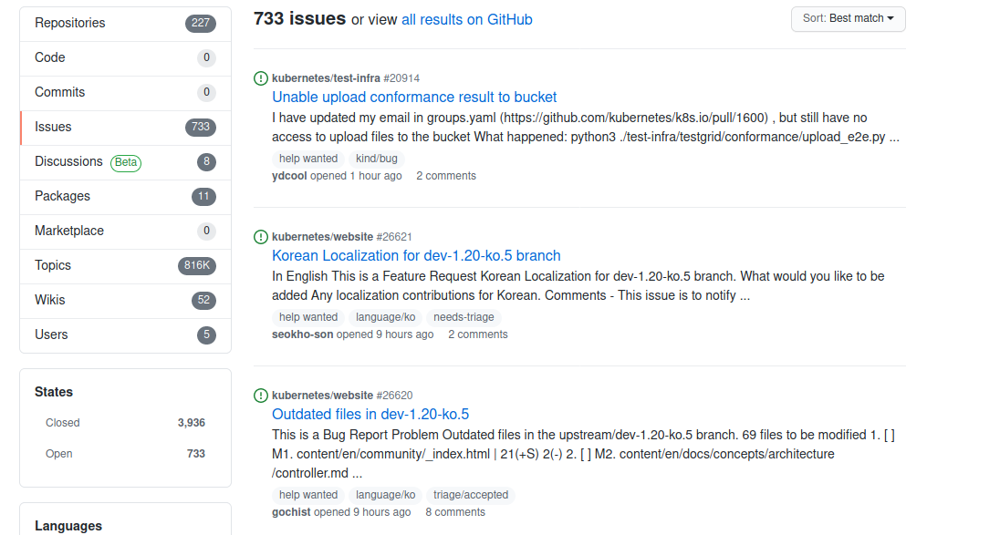 Repositories 227
Code 0
Commits 0
Issues 733
Discussions Beta 8
Packages 11
Marketplace 0
Topics 816K
Wikis 52
Users 5
States
Closed 3,936
Open 733
Languages
733 issues or view all results on GitHub
Sort: Best match
kubernetes/test-infra #20914
Unable upload conformance result to bucket
I have updated my email in groups.yaml (https://github.com/kubernetes/k8s.io/pull/1600) , but still have no
access to upload files to the bucket What happened: python3 ./test-infra/testgrid/conformance/upload_e2e.py ...
help wanted kind/bug
ydcool opened 1 hour ago 2 comments
kubernetes/website #26621
Korean Localization for dev-1.20-ko.5 branch
In English This is a Feature Request Korean Localization for dev-1.20-ko.5 branch. What would you like to be
added Any localization contributions for Korean. Comments - This issue is to notify ...
help wanted language/ko needs-triage
seokho-son opened 9 hours ago 2 comments
kubernetes/website #26620
Outdated files in dev-1.20-ko.5
This is a Bug Report Problem Outdated files in the upstream/dev-1.20-ko.5 branch. 69 files to be modified 1. [ ]
M1. content/en/community/_index.html | 21(+S) 2(-) 2. [ ] M2. content/en/docs/concepts/architecture
/controller.md ...
help wanted language/ko triage/accepted
gochist opened 9 hours ago 8 comments